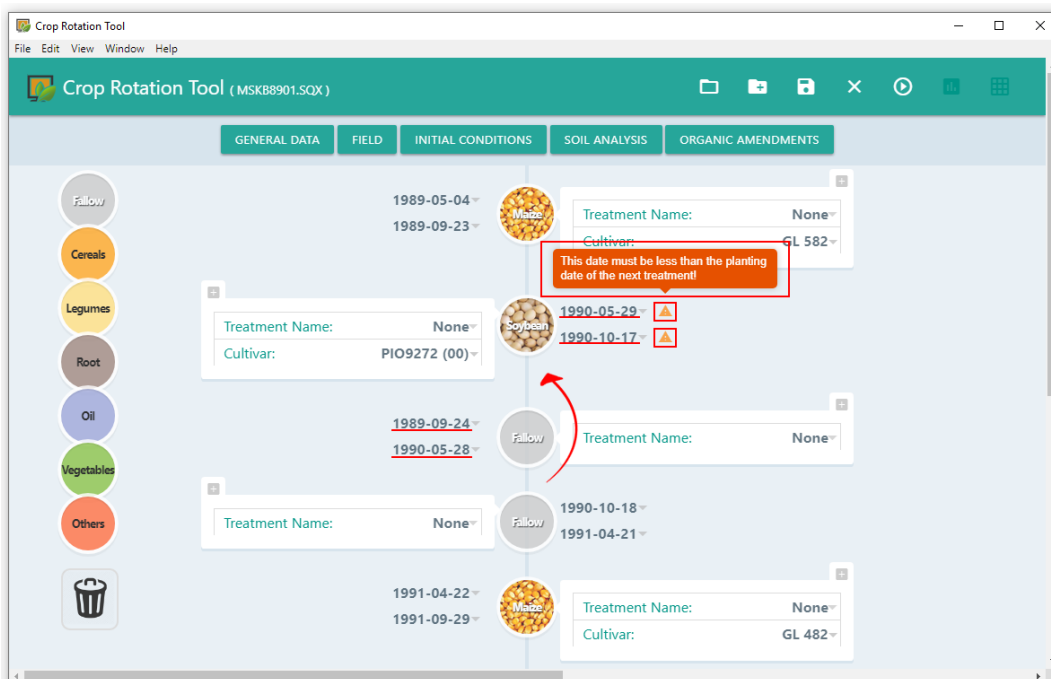 Crop Rotation Tool
File Edit View Window Help
Crop Rotation Tool ( MSKB8901.SQX )
GENERAL DATA FIELD INITIAL CONDITIONS SOIL ANALYSIS ORGANIC AMENDMENTS
Fallow
Cereals
Legumes
Root
Oil
Vegetables
Others
1989-05-04
1989-09-23
Maize
Treatment Name: None
Cultivar: GL 582
This date must be less than the planting
date of the next treatment!
Treatment Name: None
Cultivar: PIO9272 (00)
Soybean
1990-05-29
1990-10-17
1989-09-24
1990-05-28
Fallow
Treatment Name: None
Treatment Name: None
Fallow
1990-10-18
1991-04-21
1991-04-22
1991-09-29
Maize
Treatment Name: None
Cultivar: GL 482